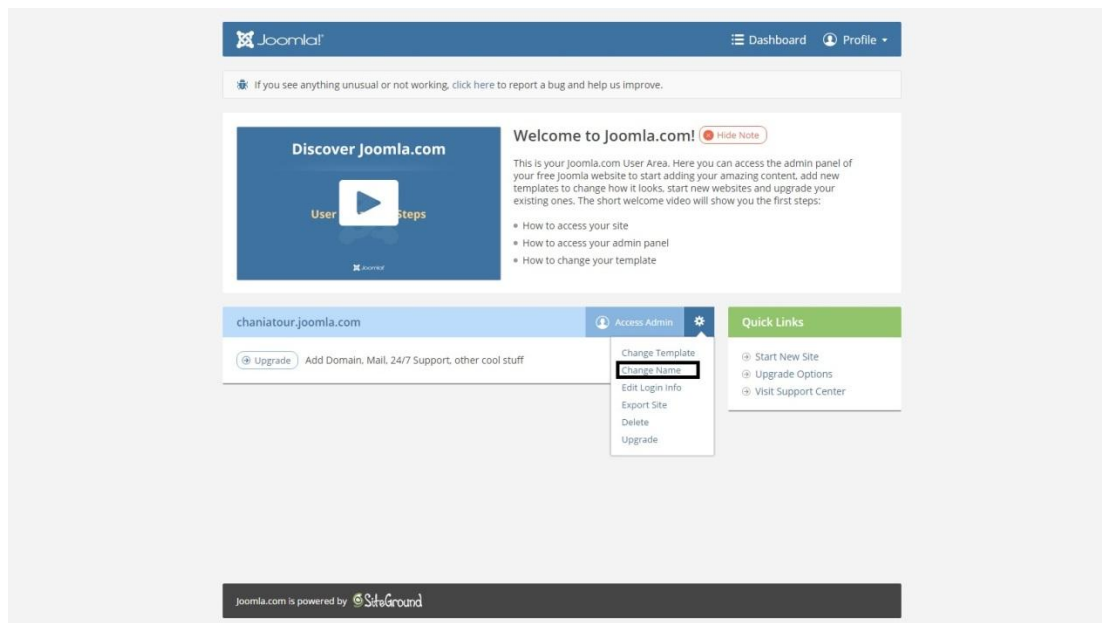 Joomla!
Dashboard
Profile
If you see anything unusual or not working, click here to report a bug and help us improve.
Discover Joomla.com
User
Steps
Joomla!
Welcome to Joomla.com!
Hide Note
This is your Joomla.com User Area. Here you can access the admin panel of
your free Joomla website to start adding your amazing content, add new
templates to change how it looks, start new websites and upgrade your
existing ones. The short welcome video will show you the first steps:
How to access your site
How to access your admin panel
How to change your template
chaniatour.joomla.com
Access Admin
Upgrade
Add Domain, Mail, 24/7 Support, other cool stuff
Change Template
Change Name
Edit Login Info
Export Site
Delete
Upgrade
Quick Links
Start New Site
Upgrade Options
Visit Support Center
Joomla.com is powered by SiteGround